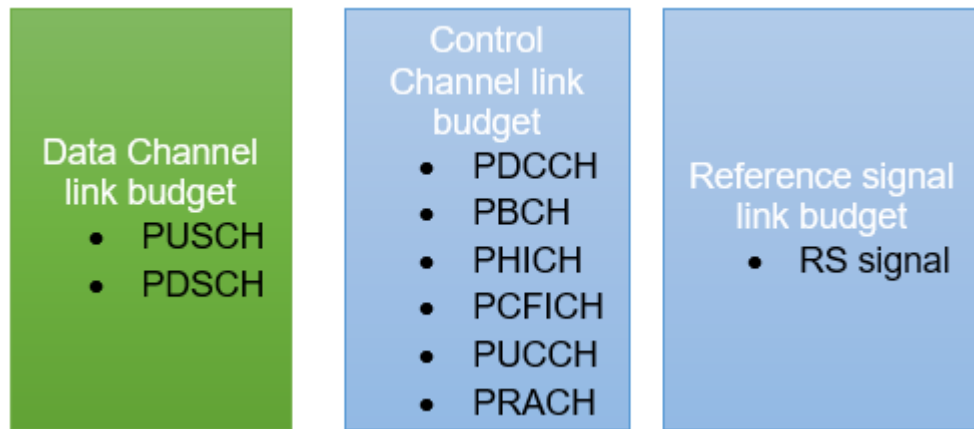 Data Channel
link budget
• PUSCH
• PDSCH
Control
Channel link
budget
• PDCCH
• PBCH
• PHICH
• PCFICH
• PUCCH
• PRACH
Reference signal
link budget
• RS signal